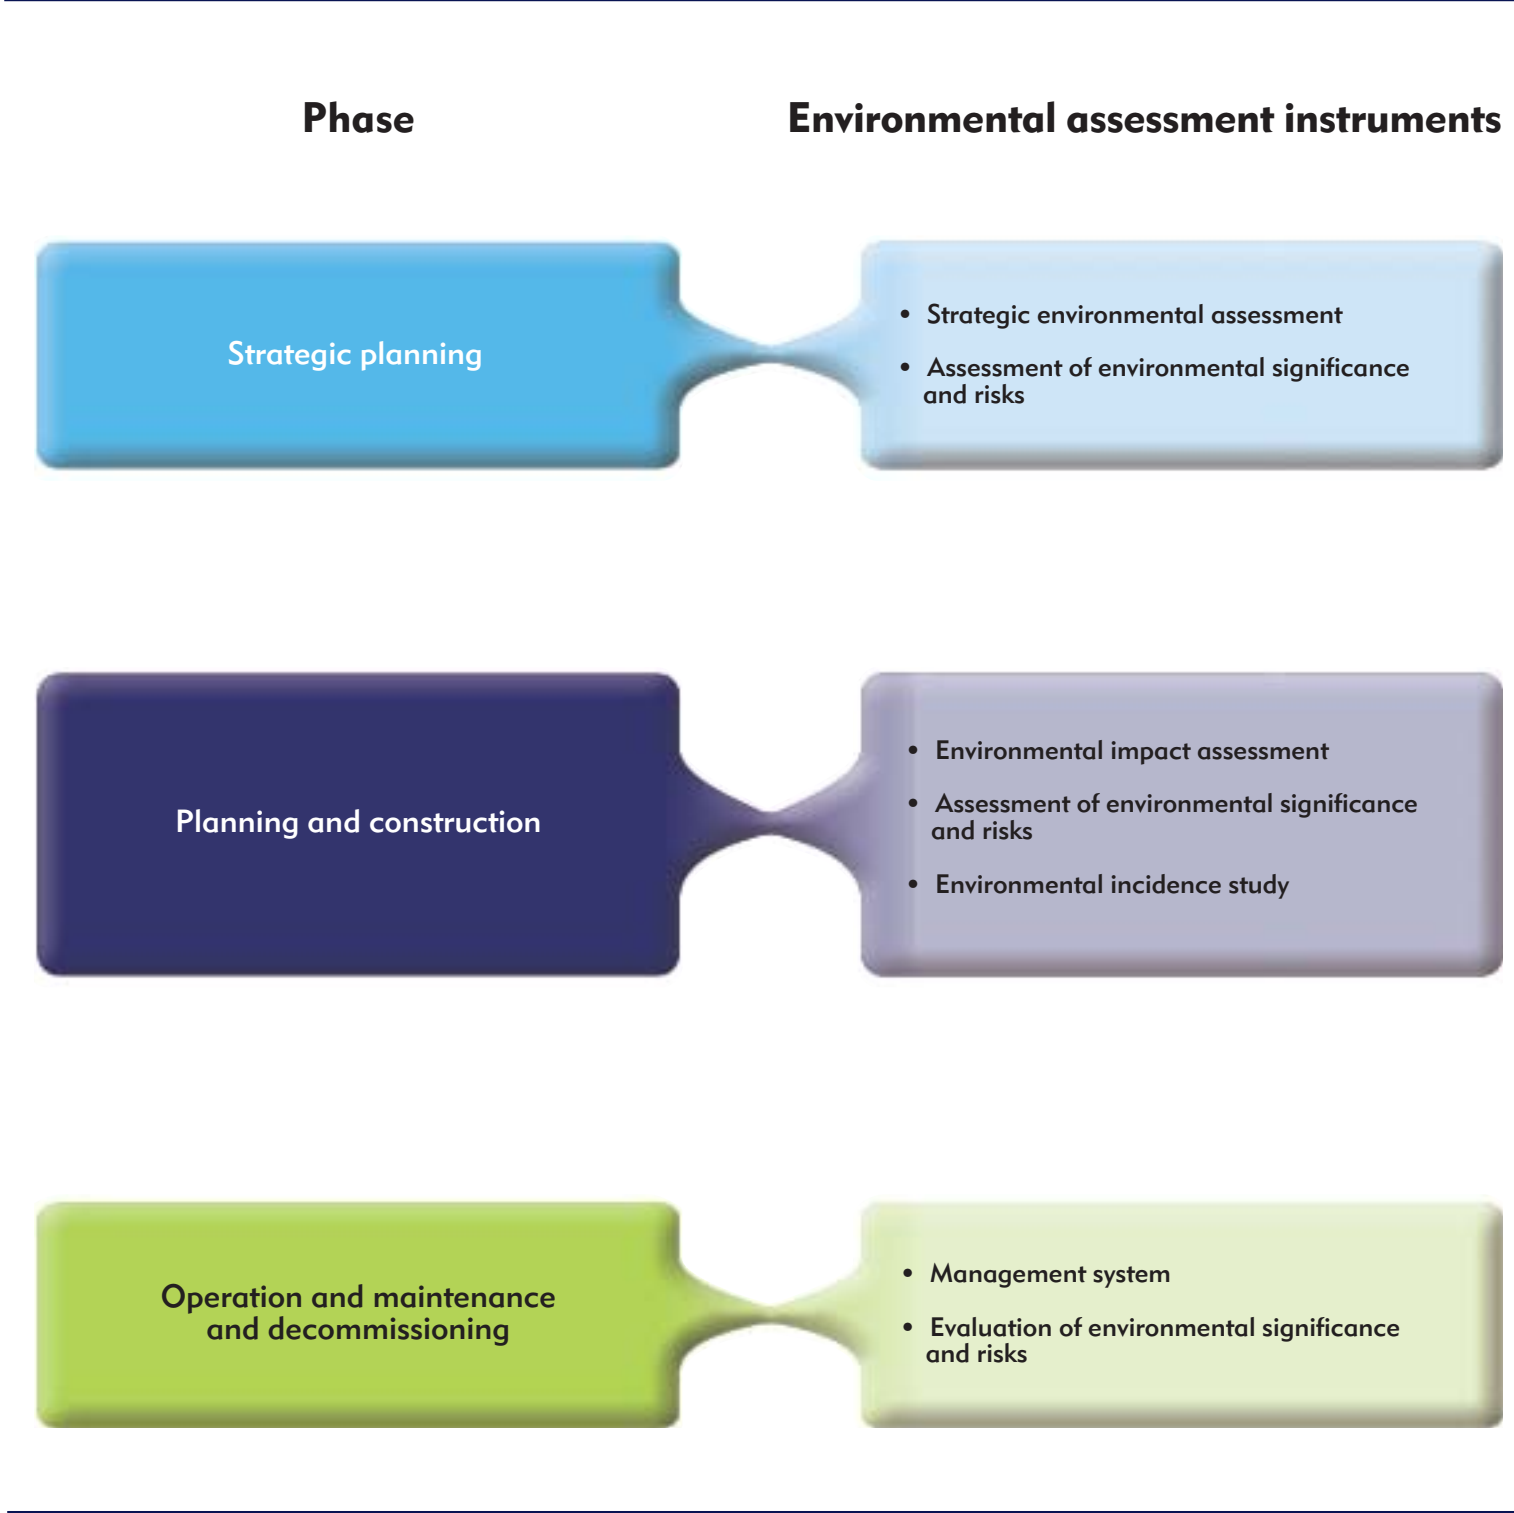 Phase
Environmental assessment instruments
Strategic planning
• Strategic environmental assessment
• Assessment of environmental significance
and risks
Planning and construction
• Environmental impact assessment
• Assessment of environmental significance
and risks
• Environmental incidence study
Operation and maintenance
and decommissioning
• Management system
• Evaluation of environmental significance
and risks